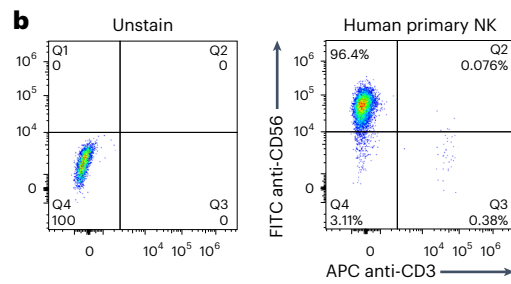 b
Unstain
Human primary NK
Q1
0
Q2
0
10⁶
10⁵
10⁴
0
Q4
100
Q3
0
0
10⁴ 10⁵ 10⁶
FITC anti-CD56
96.4%
Q2
0.076%
10⁶
10⁵
10⁴
0
Q4
3.11%
Q3
0.38%
0
10⁴ 10⁵ 10⁶
APC anti-CD3